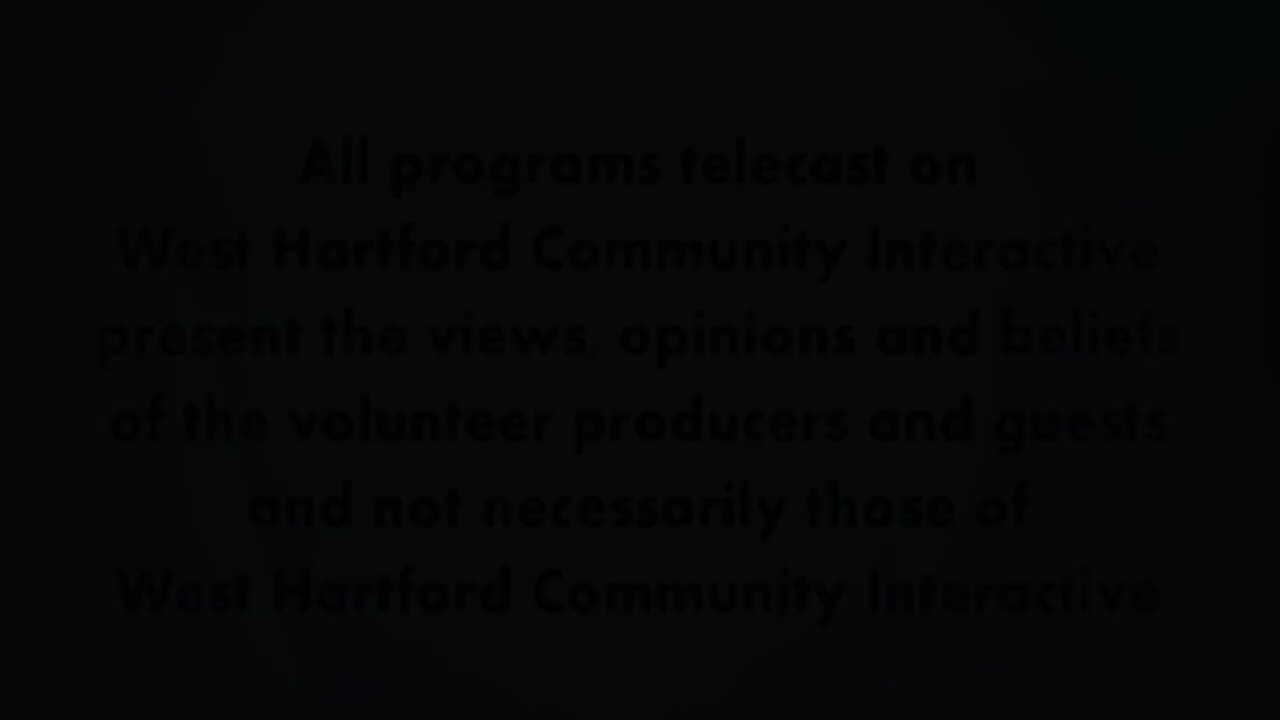 All programs telecast on
West Hartford Community Interactive
present the views, opinions and beliefs
of the volunteer producers and guests
and not necessarily those of
West Hartford Community Interactive